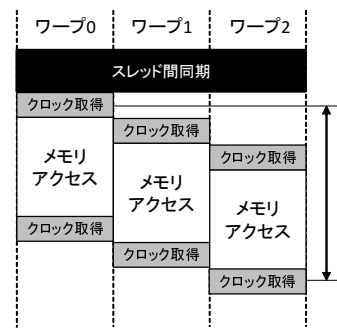 ワープ0 ワープ1 ワープ2
スレッド間同期
クロック取得
クロック取得
クロック取得
メモリ
アクセス
メモリ
アクセス
メモリ
アクセス
クロック取得
クロック取得
クロック取得